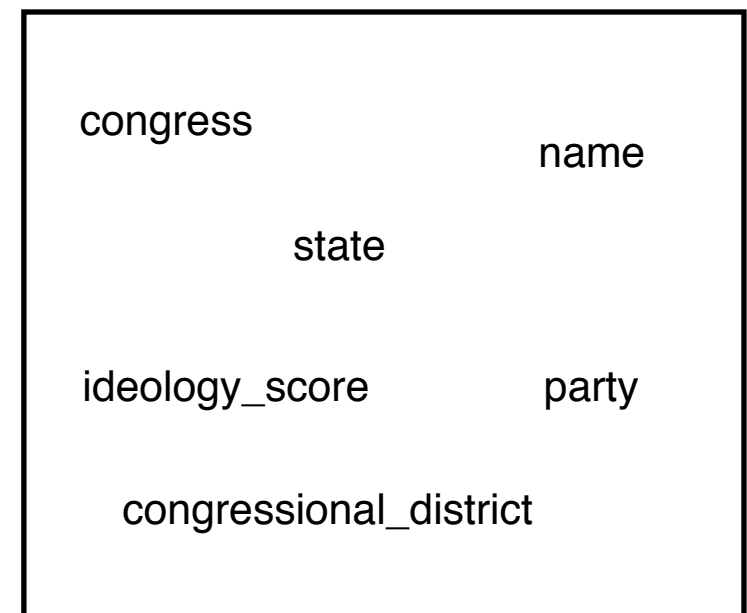 congress
name
state
ideology_score
party
congressional_district